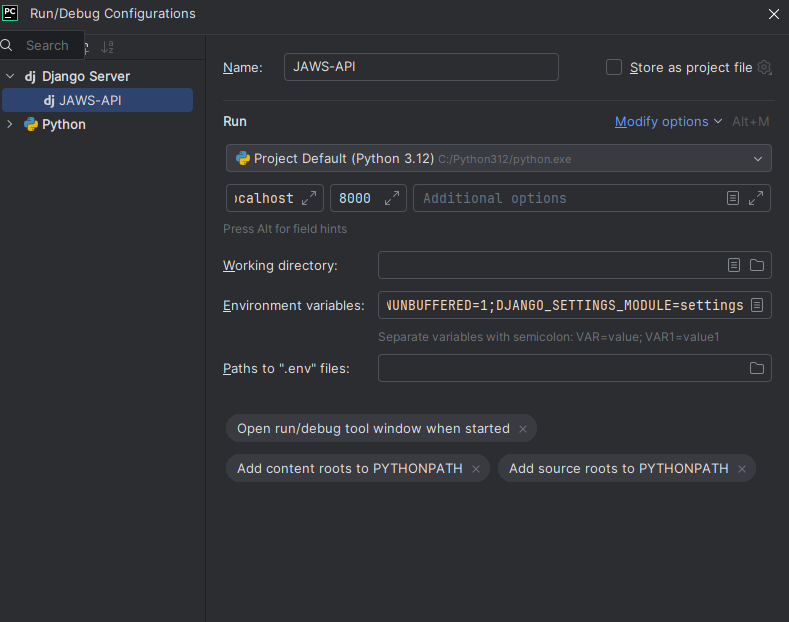 PC Run/Debug Configurations
Search
dj Django Server
dj JAWS-API
Python
Name: JAWS-API Store as project file
Run Modify options Alt+M
Project Default (Python 3.12) C:/Python312/python.exe
ocalhost 8000 Additional options
Press Alt for field hints
Working directory:
Environment variables: NUNBUFFERED=1;DJANGO_SETTINGS_MODULE=settings
Separate variables with semicolon: VAR=value; VAR1=value1
Paths to ".env" files:
Open run/debug tool window when started
Add content roots to PYTHONPATH Add source roots to PYTHONPATH